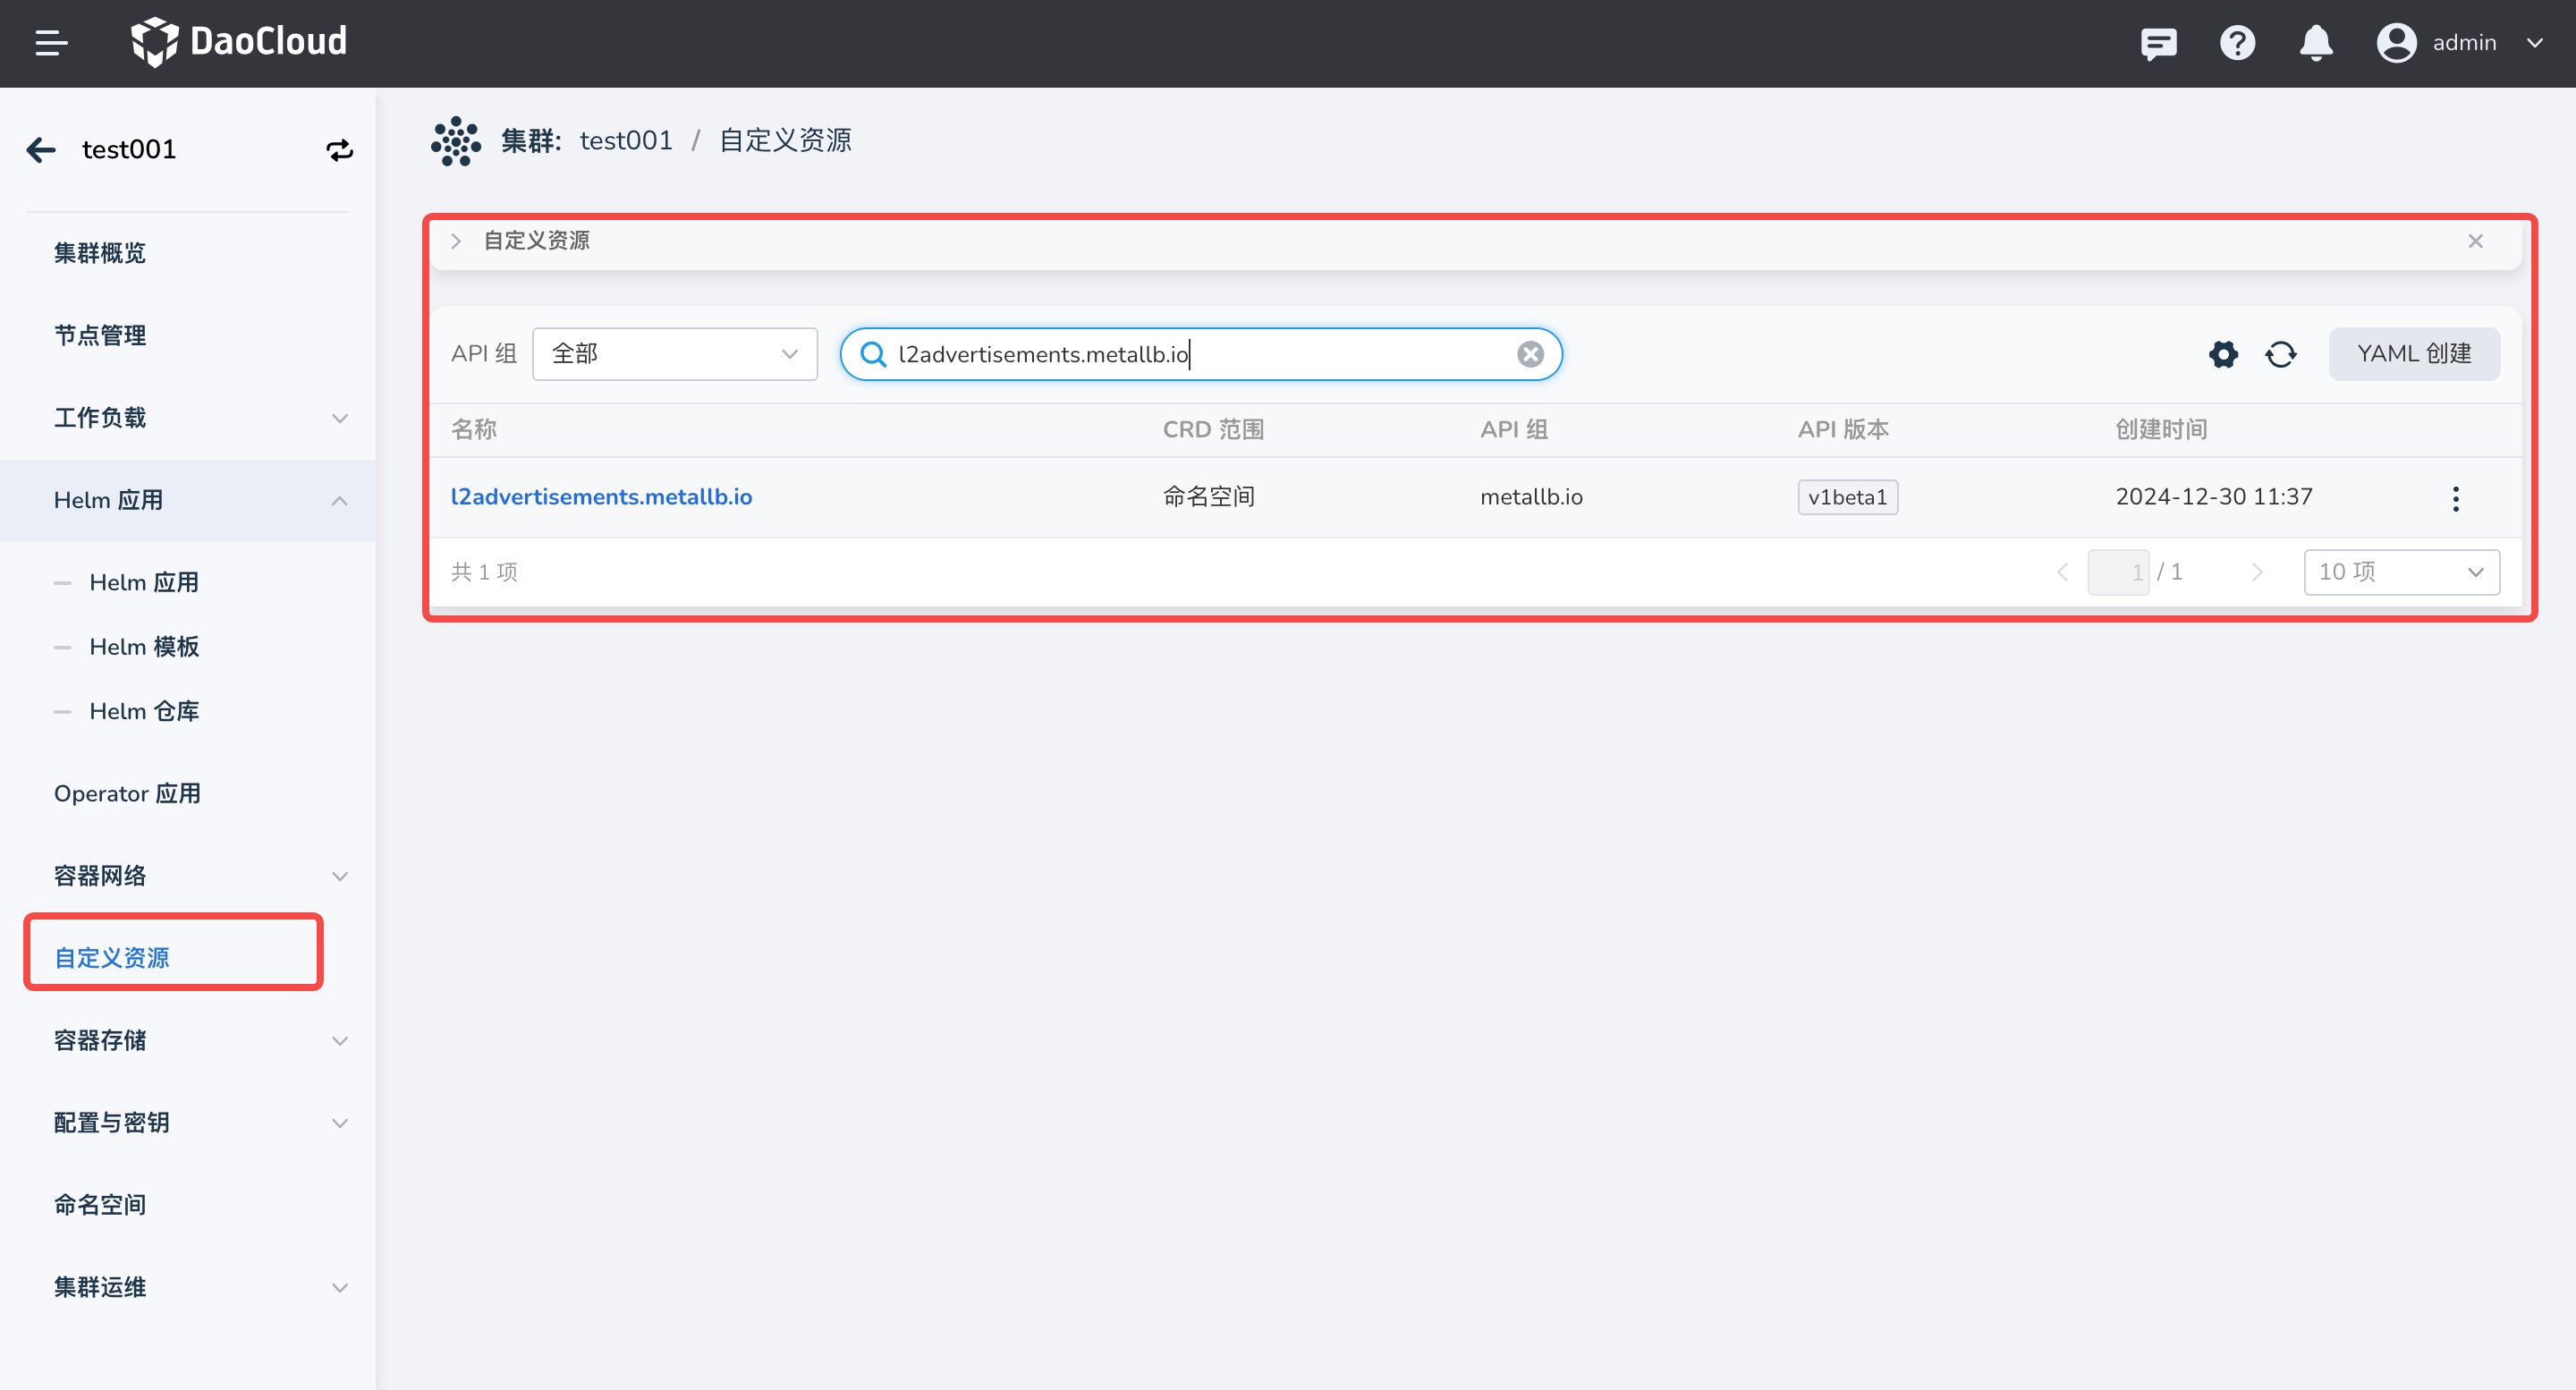 DaoCloud
admin
test001
集群概览
节点管理
工作负载
Helm 应用
Helm 应用
Helm 模板
Helm 仓库
Operator 应用
容器网络
自定义资源
容器存储
配置与密钥
命名空间
集群运维
集群: test001 / 自定义资源
自定义资源
API 组 全部 l2advertisements.metallb.io YAML 创建
名称 CRD 范围 API 组 API 版本 创建时间
l2advertisements.metallb.io 命名空间 metallb.io v1beta1 2024-12-30 11:37
共 1 项 1 / 1 10 项